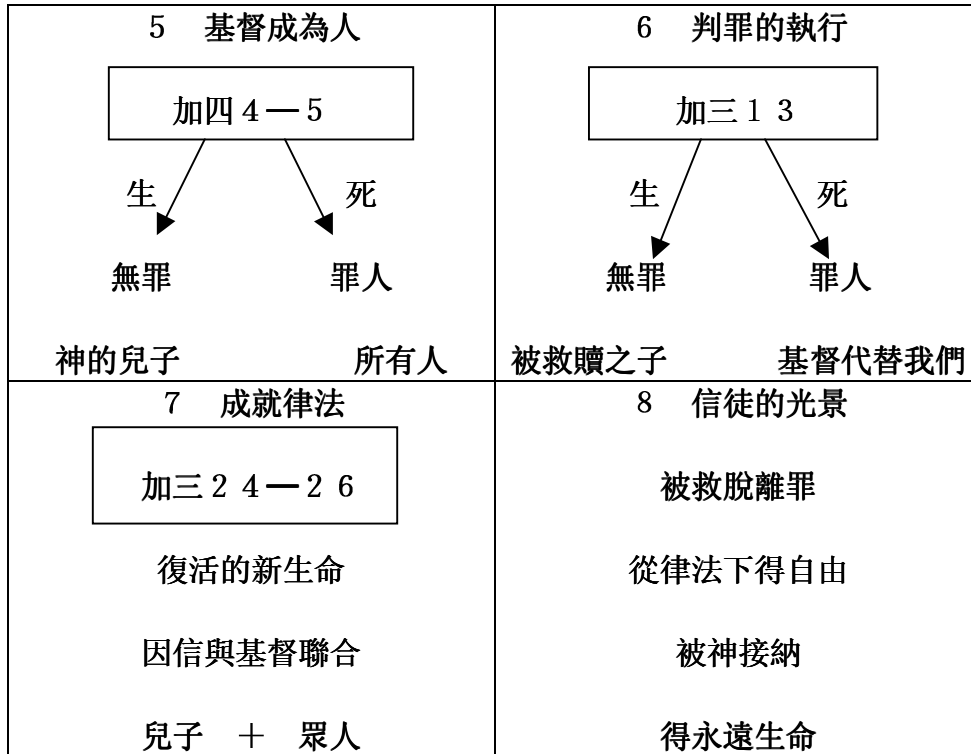 5 基督成為人
加四4—5
生 死
無罪 罪人
神的兒子 所有人
6 判罪的執行
加三13
生 死
無罪 罪人
被救贖之子 基督代替我們
7 成就律法
加三24—26
復活的新生命
因信與基督聯合
兒子 + 眾人
8 信徒的光景
被救脫離罪
從律法下得自由
被神接納
得永遠生命